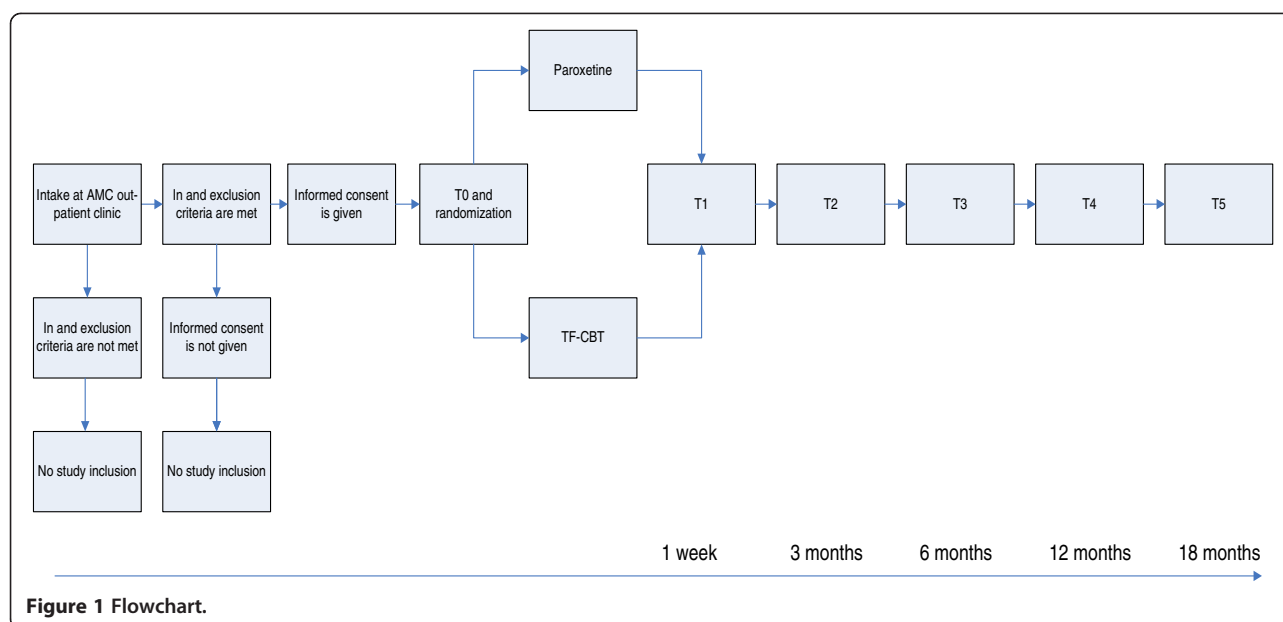 Paroxetine
Intake at AMC out-
patient clinic
In and exclusion
criteria are met
Informed consent
is given
T0 and
randomization
T1
T2
T3
T4
T5
In and exclusion
criteria are not met
Informed consent
is not given
TF-CBT
No study inclusion
No study inclusion
1 week
3 months
6 months
12 months
18 months
Figure 1 Flowchart.